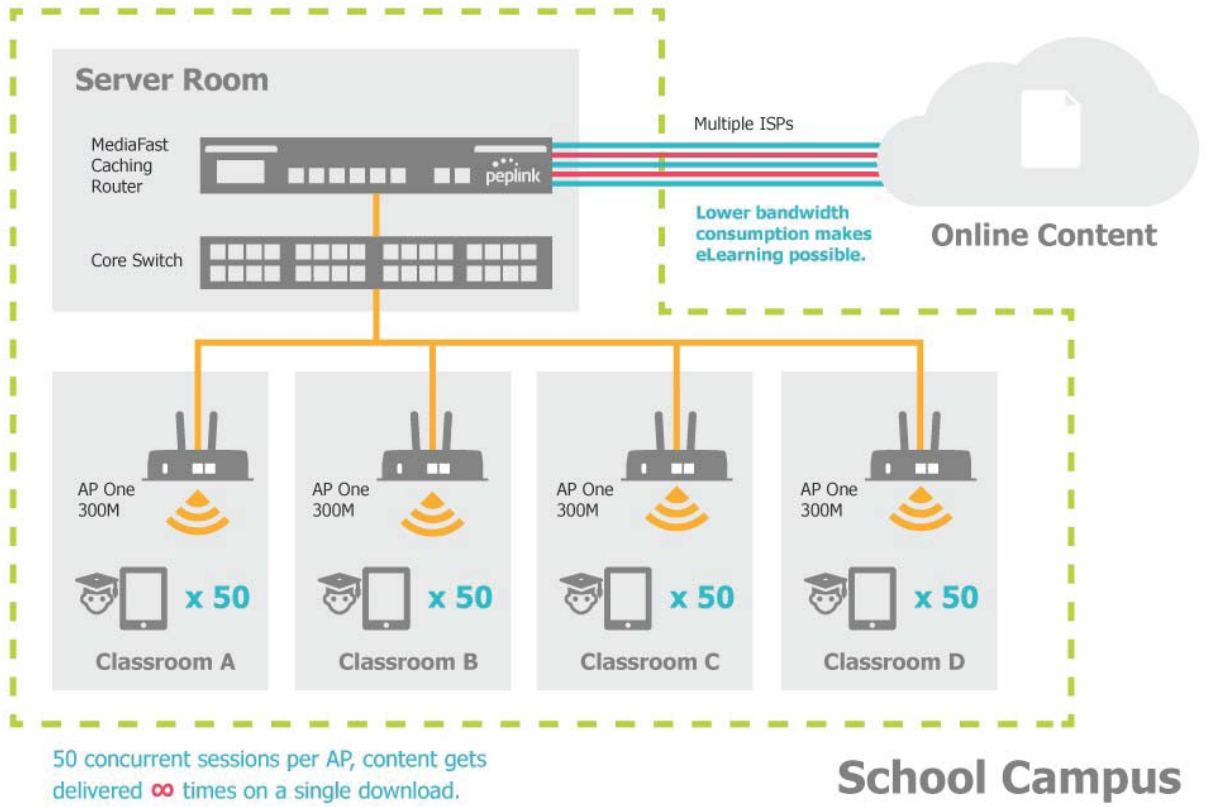 Server Room
MediaFast
Caching
Router
peplink
Core Switch
Multiple ISPs
Lower bandwidth
consumption makes
eLearning possible.
Online Content
AP One
300M
x 50
Classroom A
AP One
300M
x 50
Classroom B
AP One
300M
x 50
Classroom C
AP One
300M
x 50
Classroom D
50 concurrent sessions per AP, content gets
delivered ∞ times on a single download.
School Campus